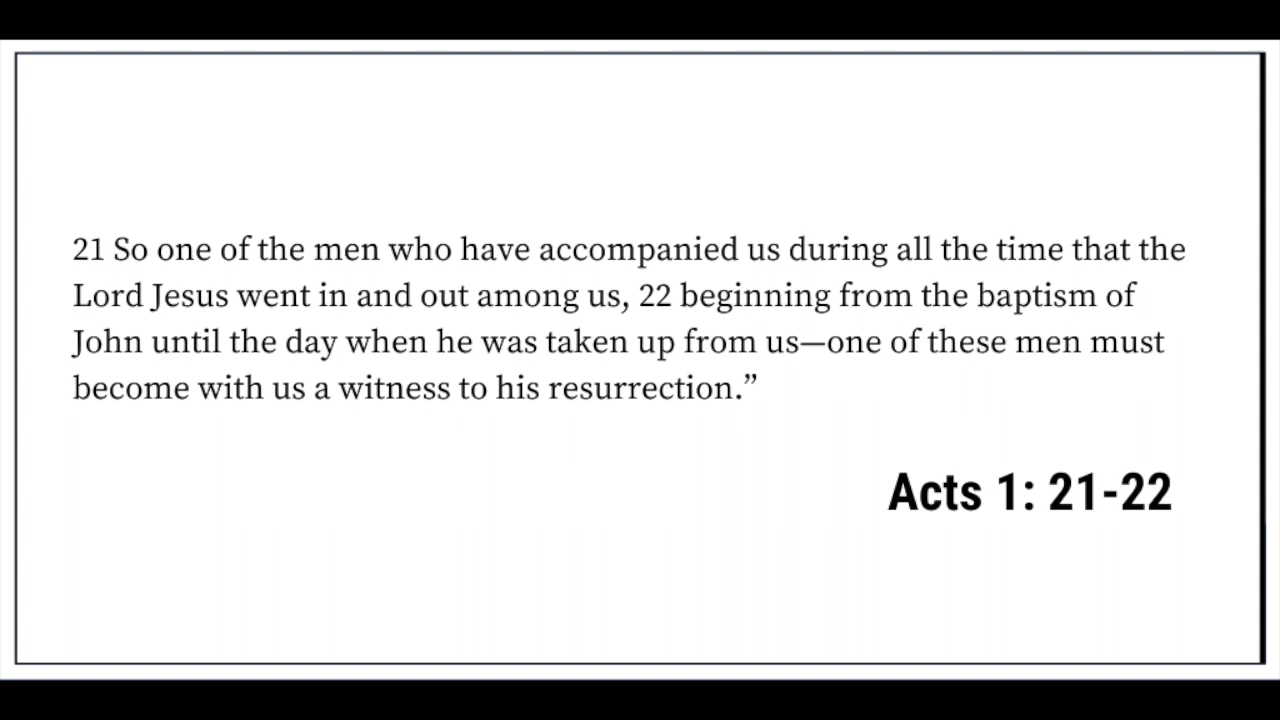 21 So one of the men who have accompanied us during all the time that the
Lord Jesus went in and out among us, 22 beginning from the baptism of
John until the day when he was taken up from us—one of these men must
become with us a witness to his resurrection.”
Acts 1: 21-22